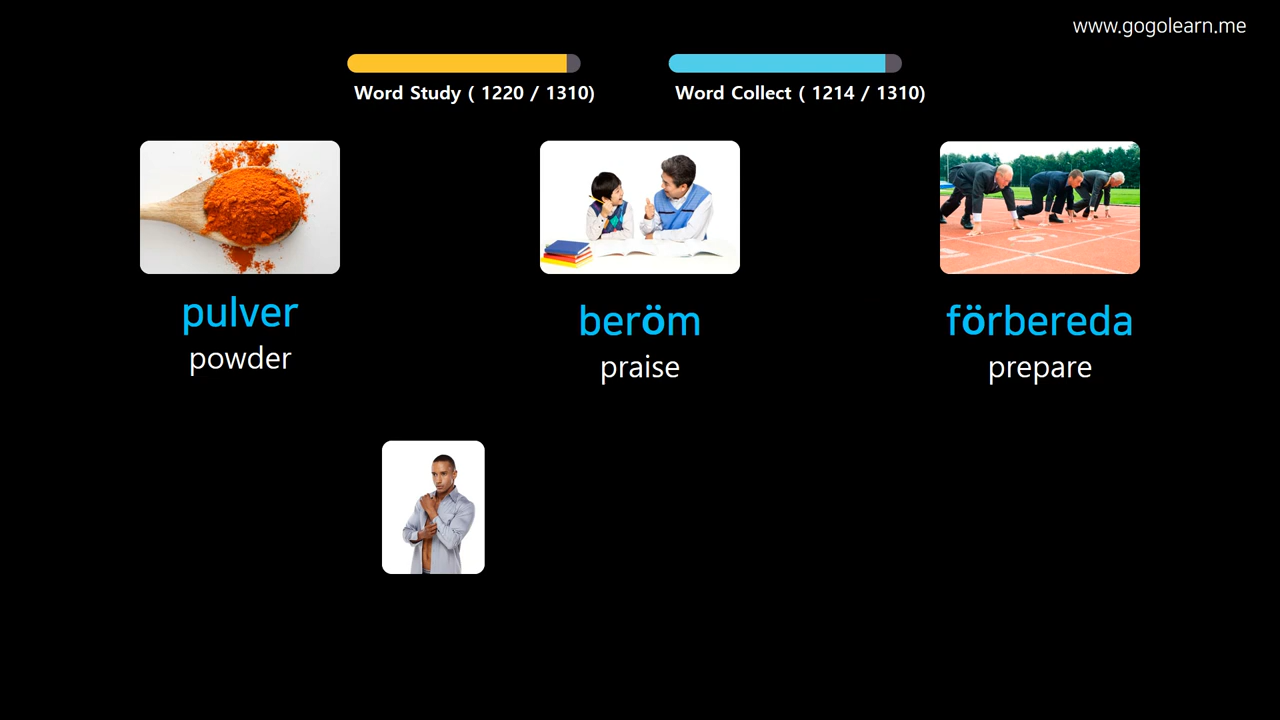 www.gogolearn.me
Word Study ( 1220 / 1310)
Word Collect ( 1214 / 1310)
pulver
powder
beröm
praise
förbereda
prepare